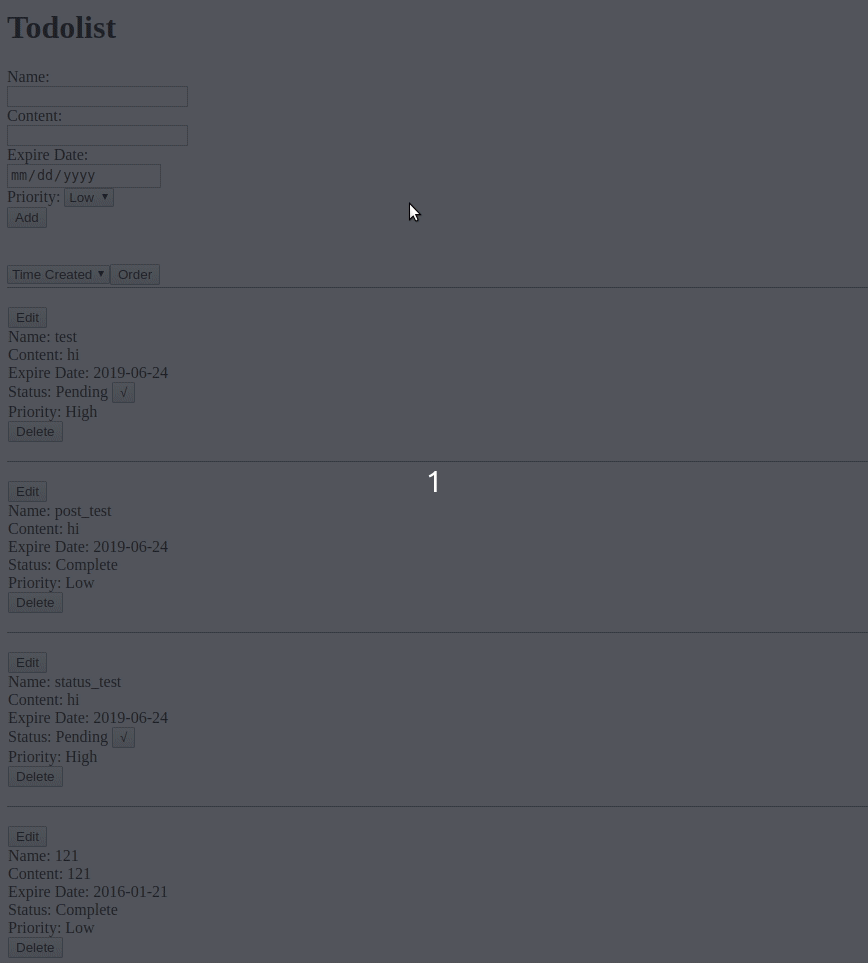 Todolist
Name:
Content:
Expire Date:
mm/dd/yyyy
Priority: Low ▾
Add
Time Created ▾ Order
Edit
Name: test
Content: hi
Expire Date: 2019-06-24
Status: Pending √
Priority: High
Delete
1
Edit
Name: post_test
Content: hi
Expire Date: 2019-06-24
Status: Complete
Priority: Low
Delete
Edit
Name: status_test
Content: hi
Expire Date: 2019-06-24
Status: Pending √
Priority: High
Delete
Edit
Name: 121
Content: 121
Expire Date: 2016-01-21
Status: Complete
Priority: Low
Delete